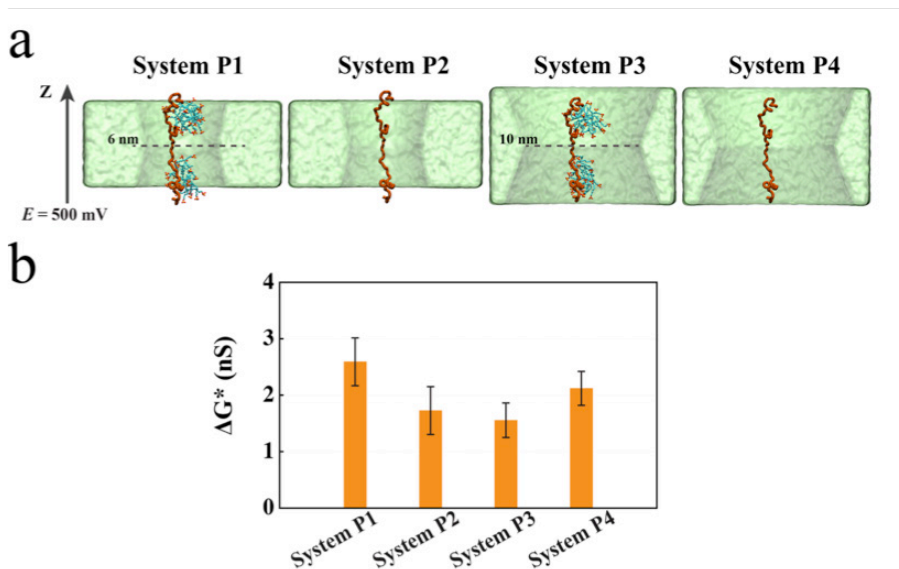 a
System P1
System P2
System P3
System P4
Z
6 nm
10 nm
E = 500 mV
b
4
3
2
1
0
ΔG* (nS)
System P1
System P2
System P3
System P4